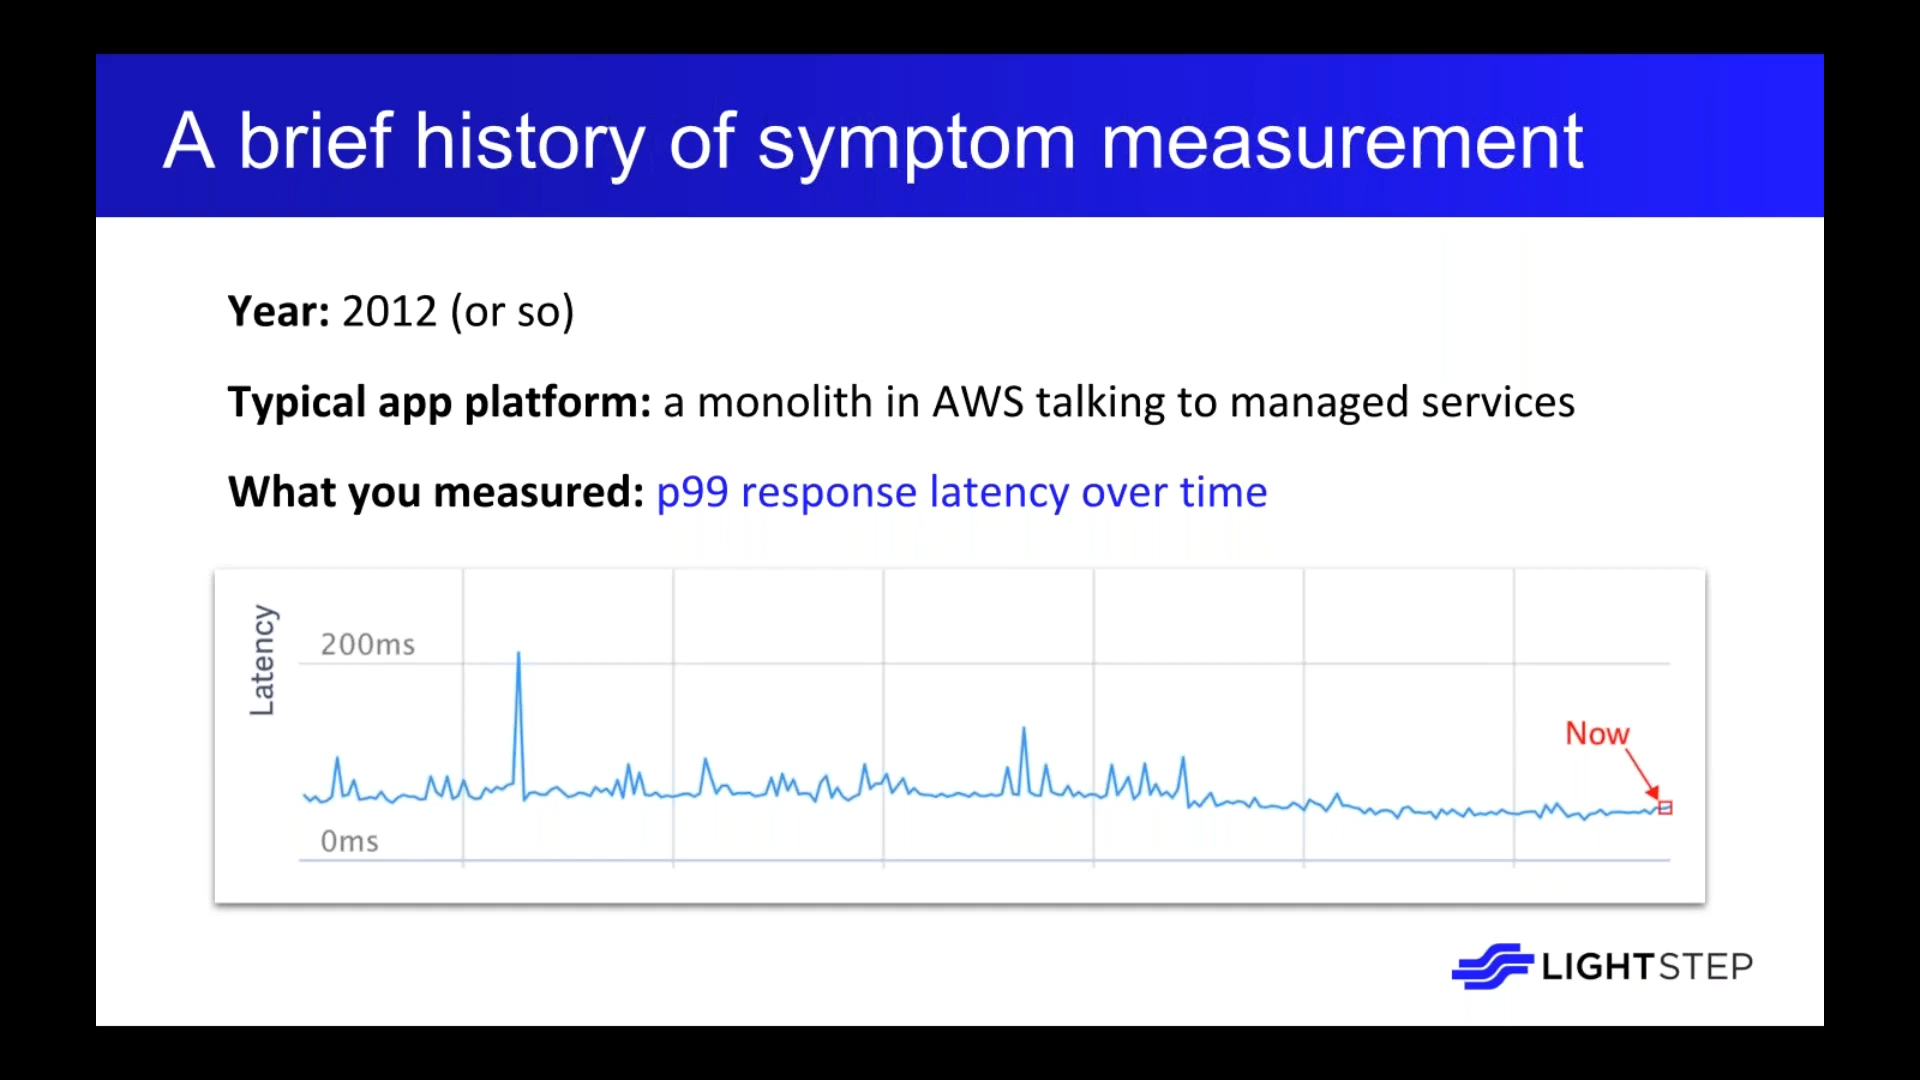 A brief history of symptom measurement
Year: 2012 (or so)
Typical app platform: a monolith in AWS talking to managed services
What you measured: p99 response latency over time
Latency
200ms
Now
0ms
LIGHTSTEP